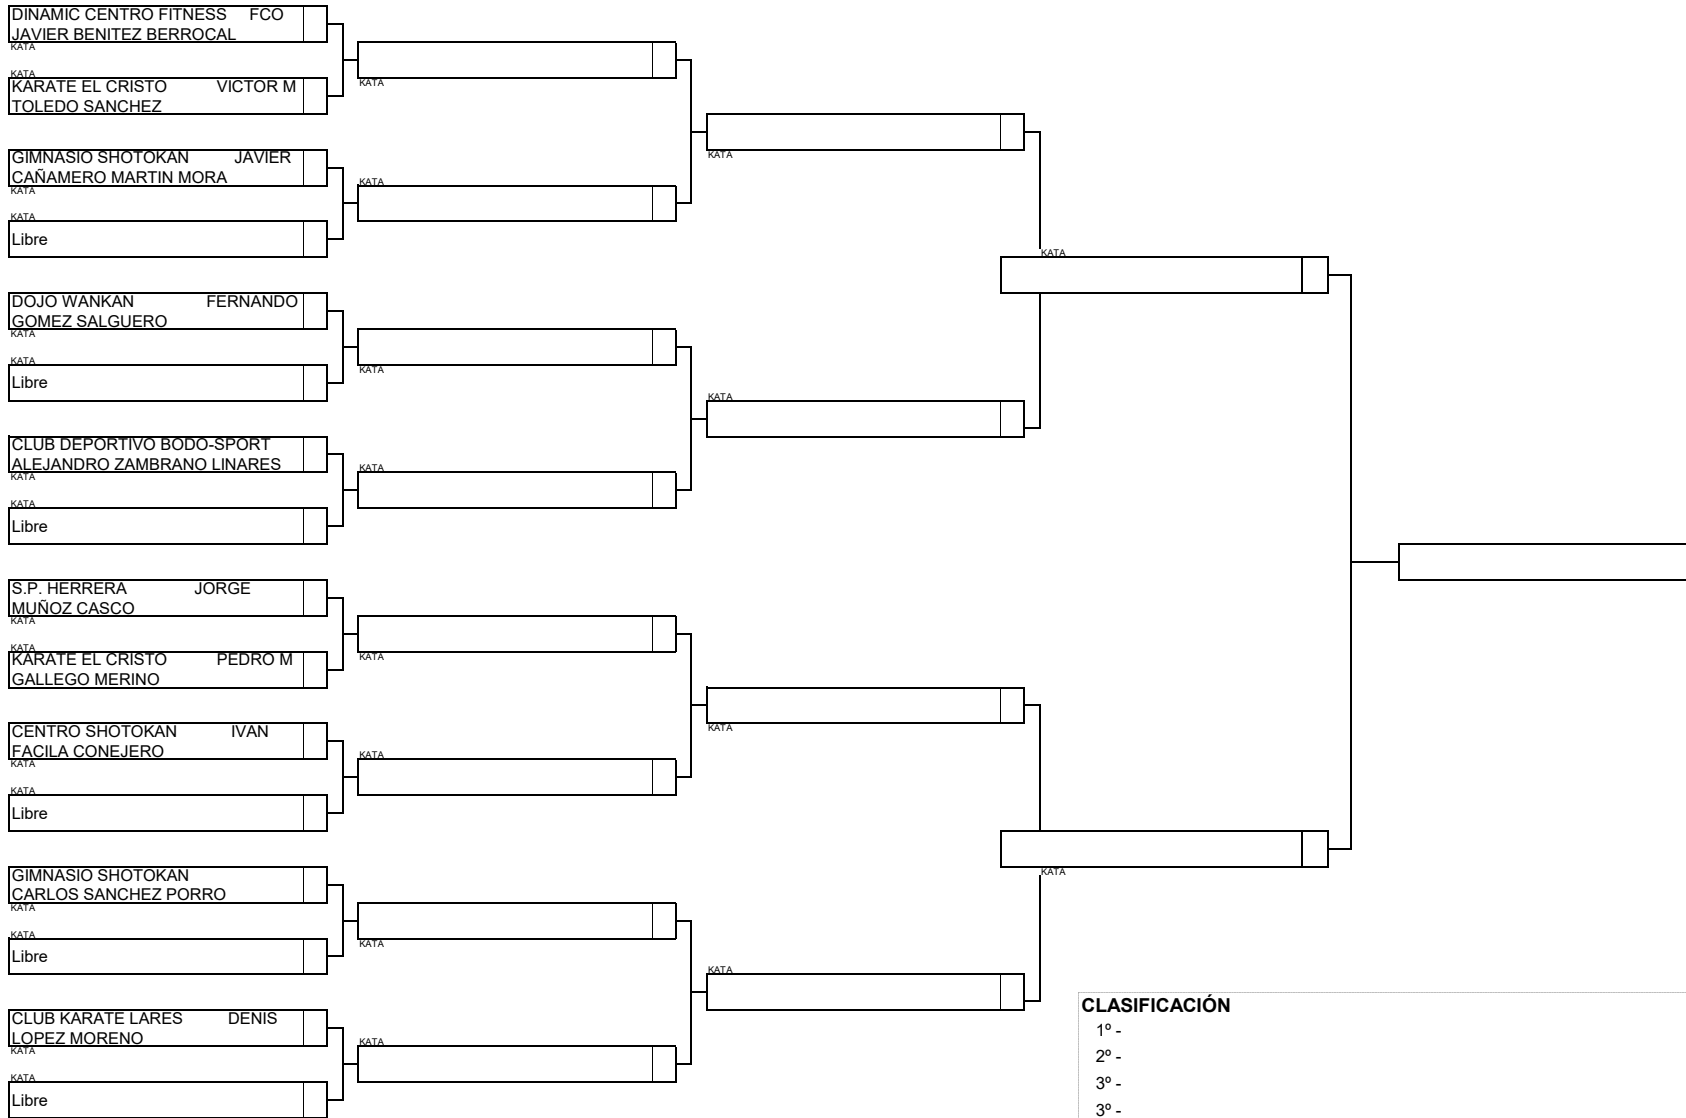 DINAMIC CENTRO FITNESS FCO
JAVIER BENITEZ BERROCAL
KATA
KATA
KARATE EL CRISTO VICTOR M
TOLEDO SANCHEZ
GIMNASIO SHOTOKAN JAVIER
CAÑAMERO MARTIN MORA
KATA
KATA
Libre
DOJO WANKAN FERNANDO
GOMEZ SALGUERO
KATA
KATA
Libre
CLUB DEPORTIVO BODO-SPORT
ALEJANDRO ZAMBRANO LINARES
KATA
KATA
Libre
S.P. HERRERA JORGE
MUÑOZ CASCO
KATA
KATA
KARATE EL CRISTO PEDRO M
GALLEGO MERINO
CENTRO SHOTOKAN IVAN
FACILA CONEJERO
KATA
KATA
Libre
GIMNASIO SHOTOKAN
CARLOS SANCHEZ PORRO
KATA
KATA
Libre
CLUB KARATE LARES DENIS
LOPEZ MORENO
KATA
KATA
Libre
KATA
KATA
KATA
KATA
KATA
KATA
KATA
KATA
KATA
KATA
KATA
KATA
KATA
KATA
CLASIFICACIÓN
1º -
2º -
3º -
3º -